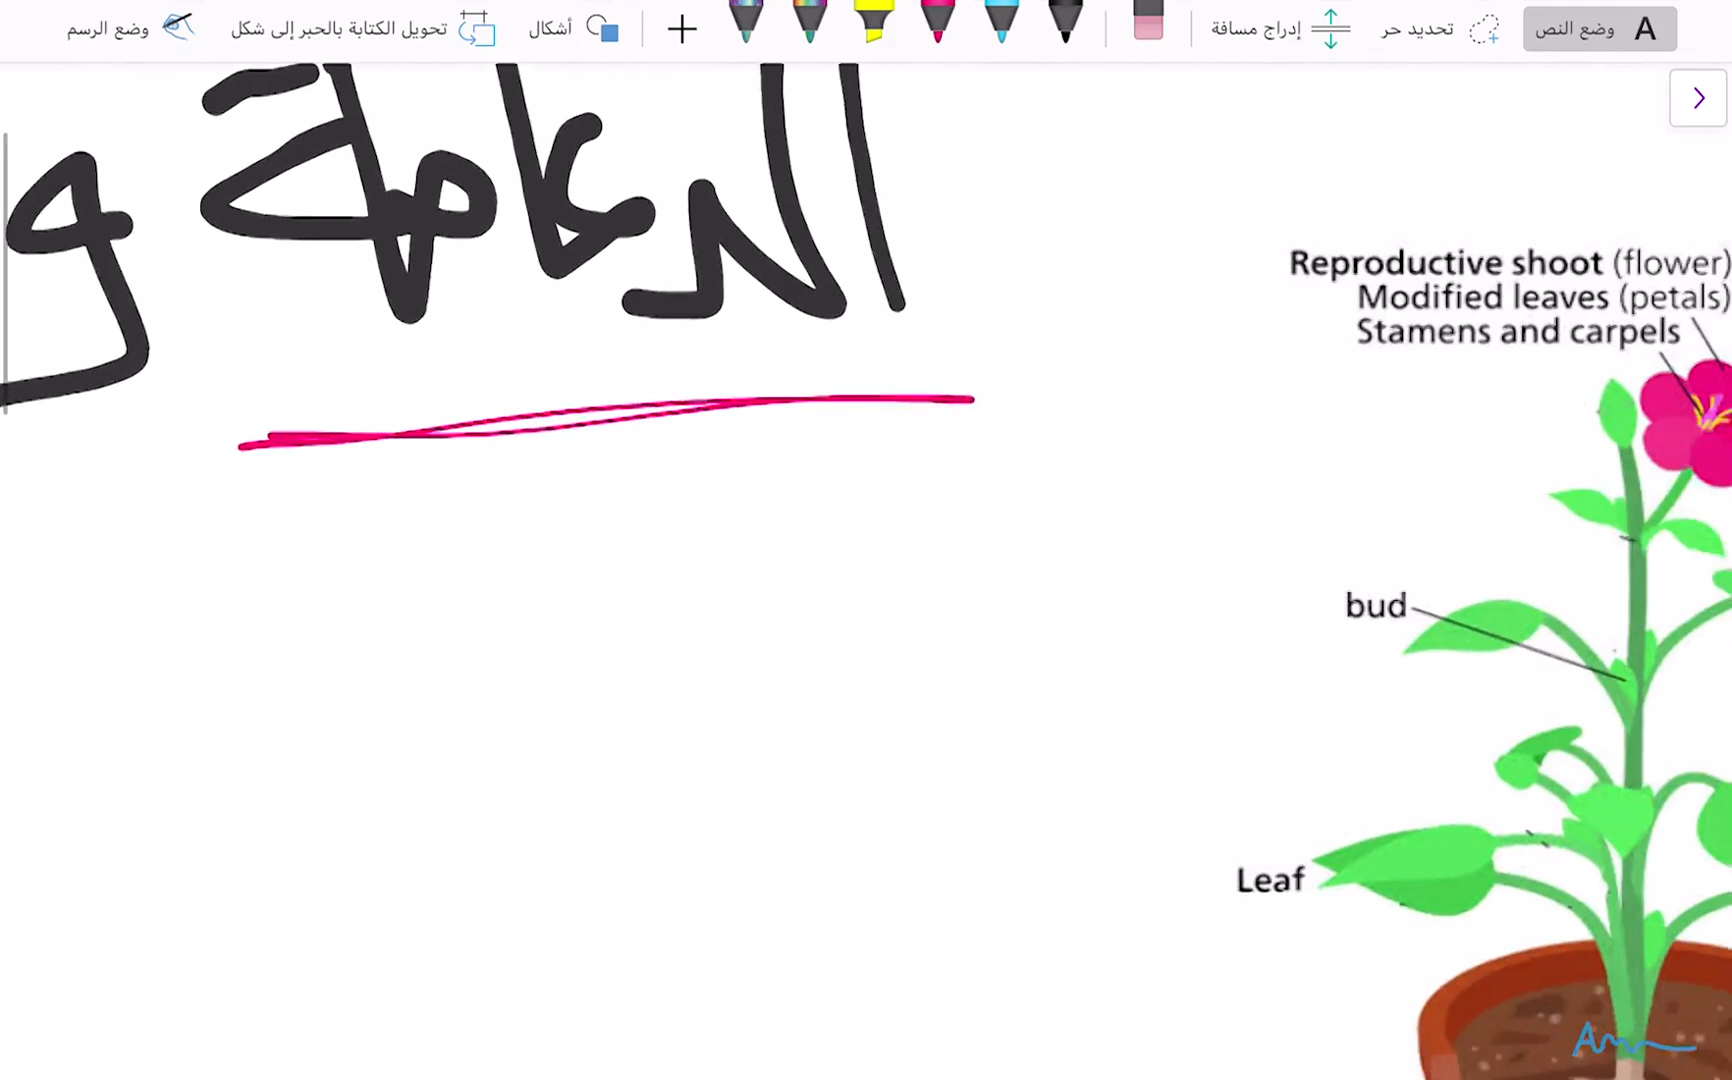 وضع النص
تحديد حر
إدراج مسافة
أشكال
تحويل الكتابة بالحبر إلى شكل
وضع الرسم
الدعامة و
Reproductive shoot (flower)
Modified leaves (petals)
Stamens and carpels
bud
Leaf